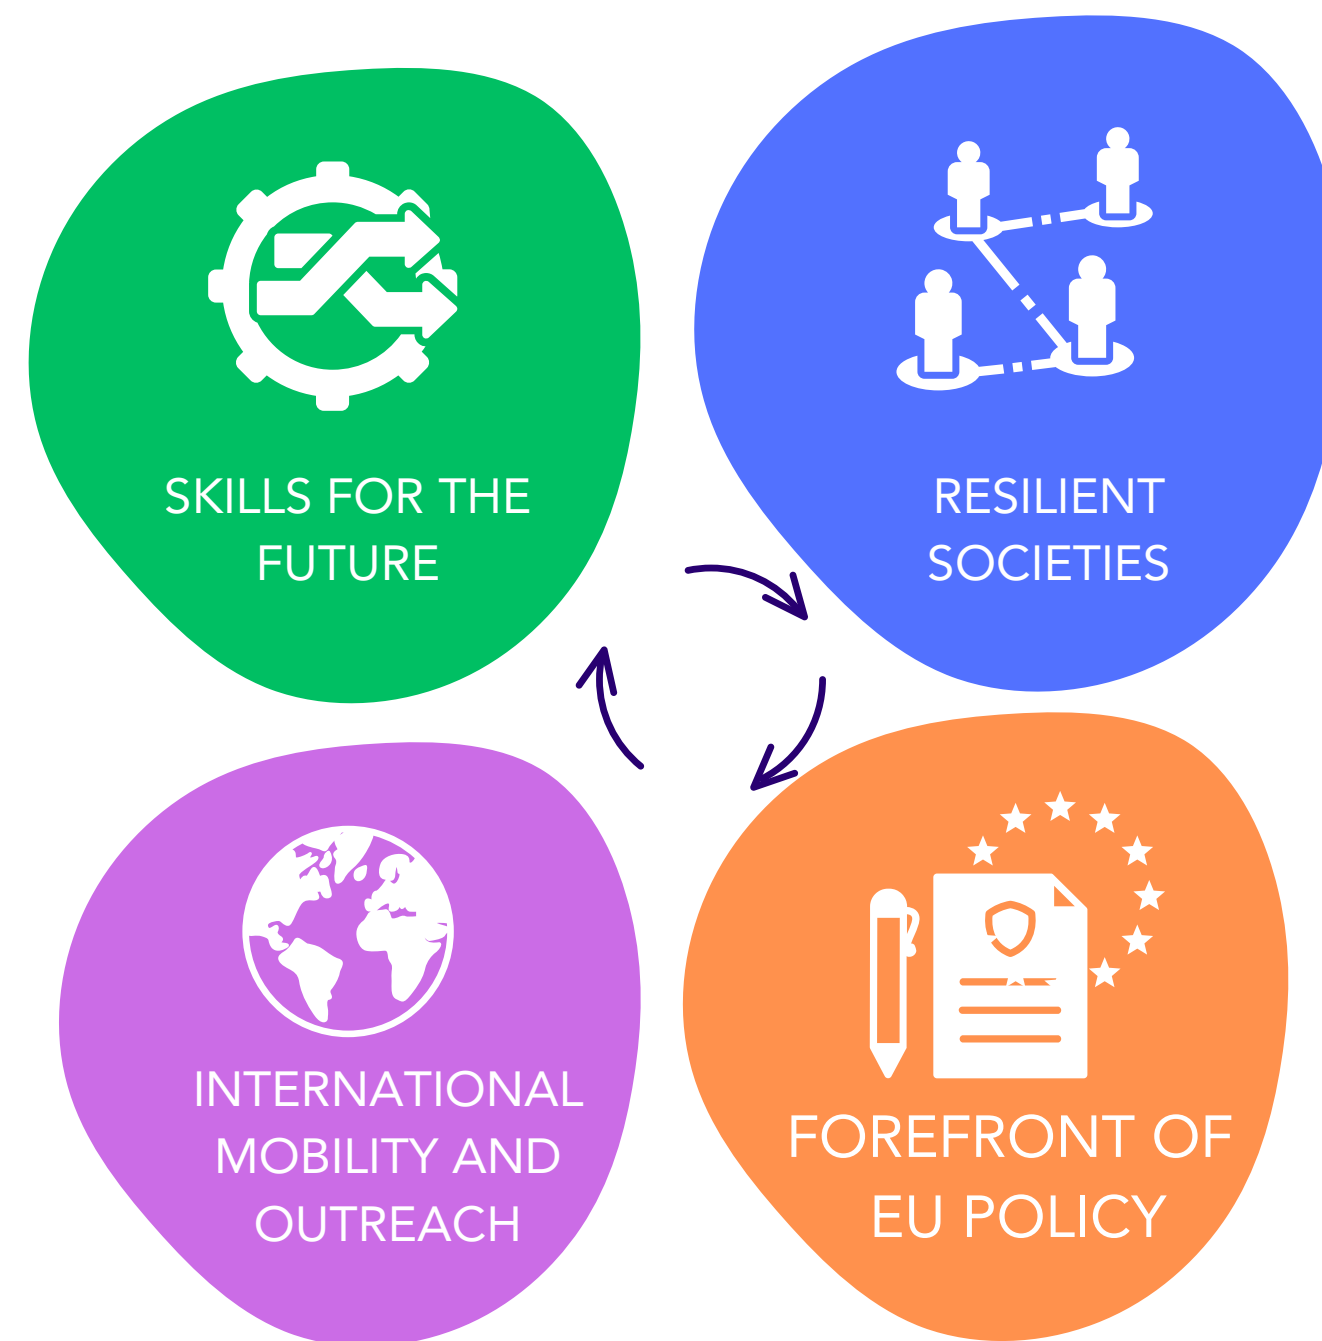 SKILLS FOR THE
FUTURE
RESILIENT
SOCIETIES
INTERNATIONAL
MOBILITY AND
OUTREACH
FOREFRONT OF
EU POLICY